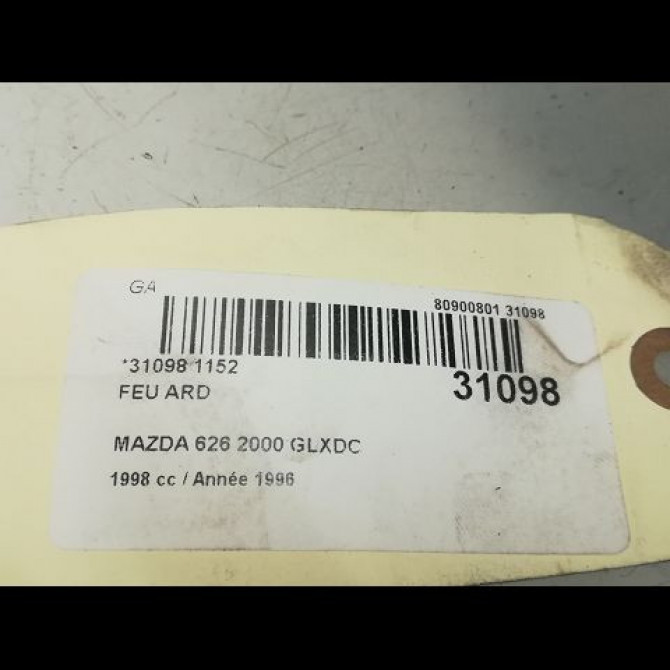 GA
80900801 31098
*31098 1152
31098
FEU ARD
MAZDA 626 2000 GLXDC
1998 cc / Année 1996